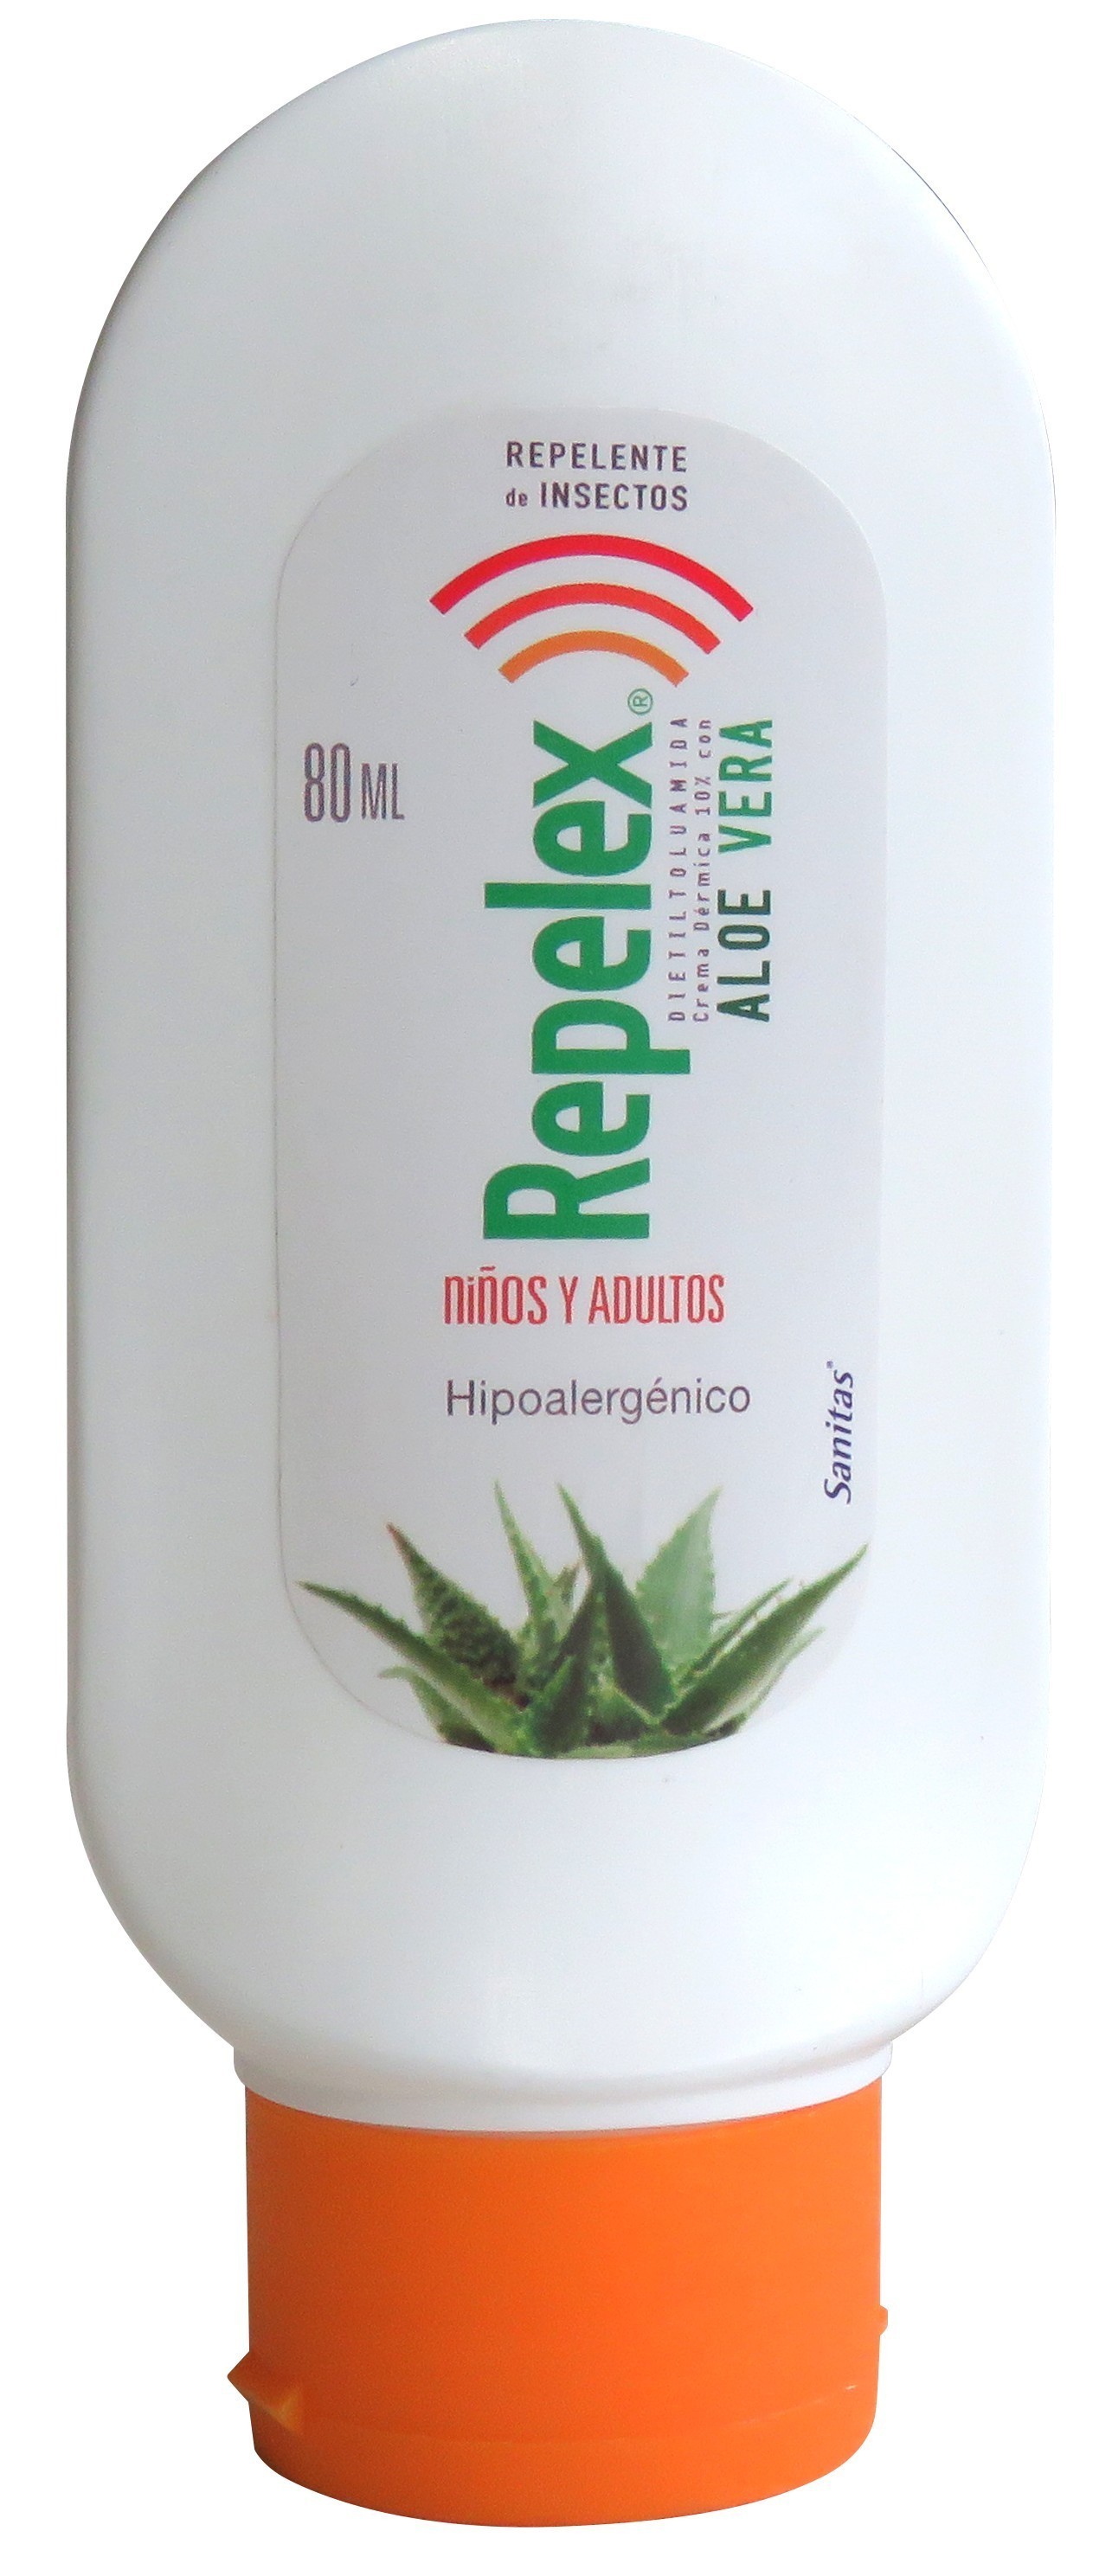 REPELENTE
de INSECTOS
80 ML
Repelex®
DIETILTOLUAMIDA
Crema Dérmica 10% con
ALOE VERA
niños Y ADULTOS
Hipoalergénico
Sanitas®